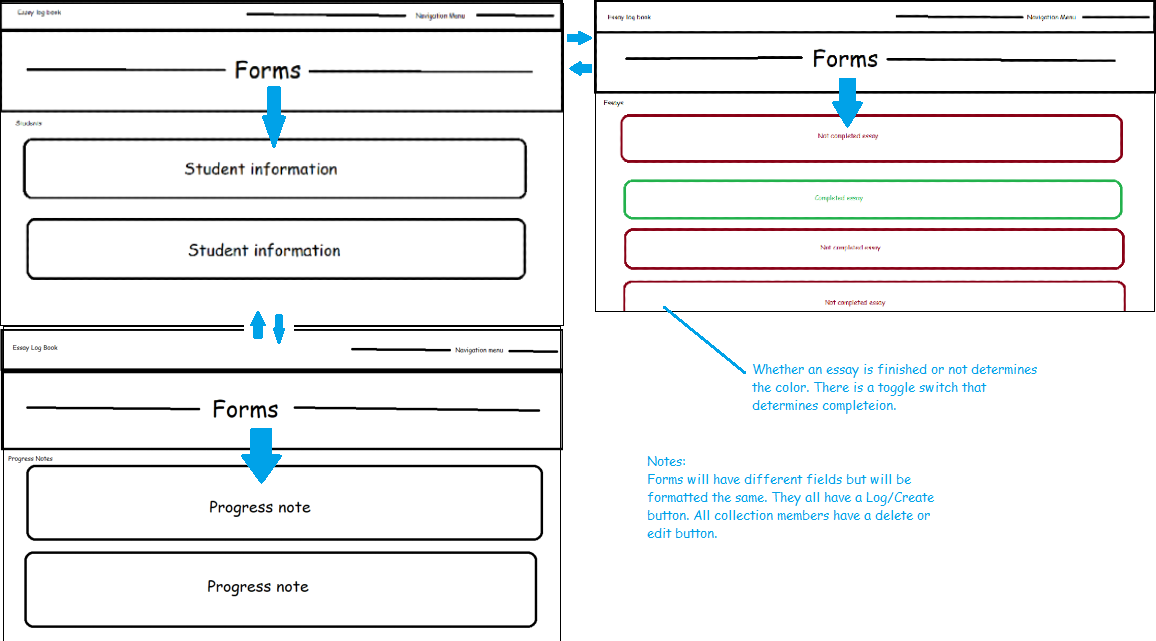 Essay log book
Navigation Menu
Forms
Students
Student information
Student information
Essay log book
Navigation Menu
Forms
Essays
Not completed essay
Completed essay
Not completed essay
Not completed essay
Whether an essay is finished or not determines
the color. There is a toggle switch that
determines completeion.
Essay Log Book
Navigation menu
Forms
Progress Notes
Progress note
Progress note
Notes:
Forms will have different fields but will be
formatted the same. They all have a Log/Create
button. All collection members have a delete or
edit button.